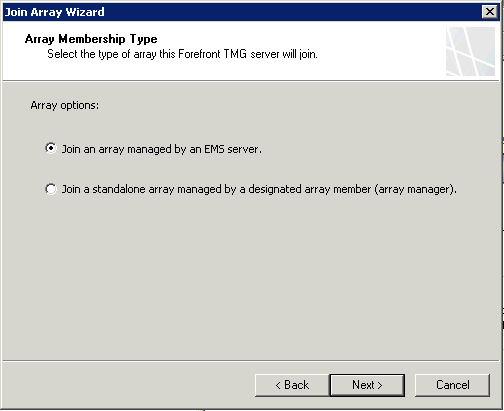 Join Array Wizard
Array Membership Type
Select the type of array this Forefront TMG server will join.
Array options:
Join an array managed by an EMS server.
Join a standalone array managed by a designated array member (array manager).
< Back
Next >
Cancel